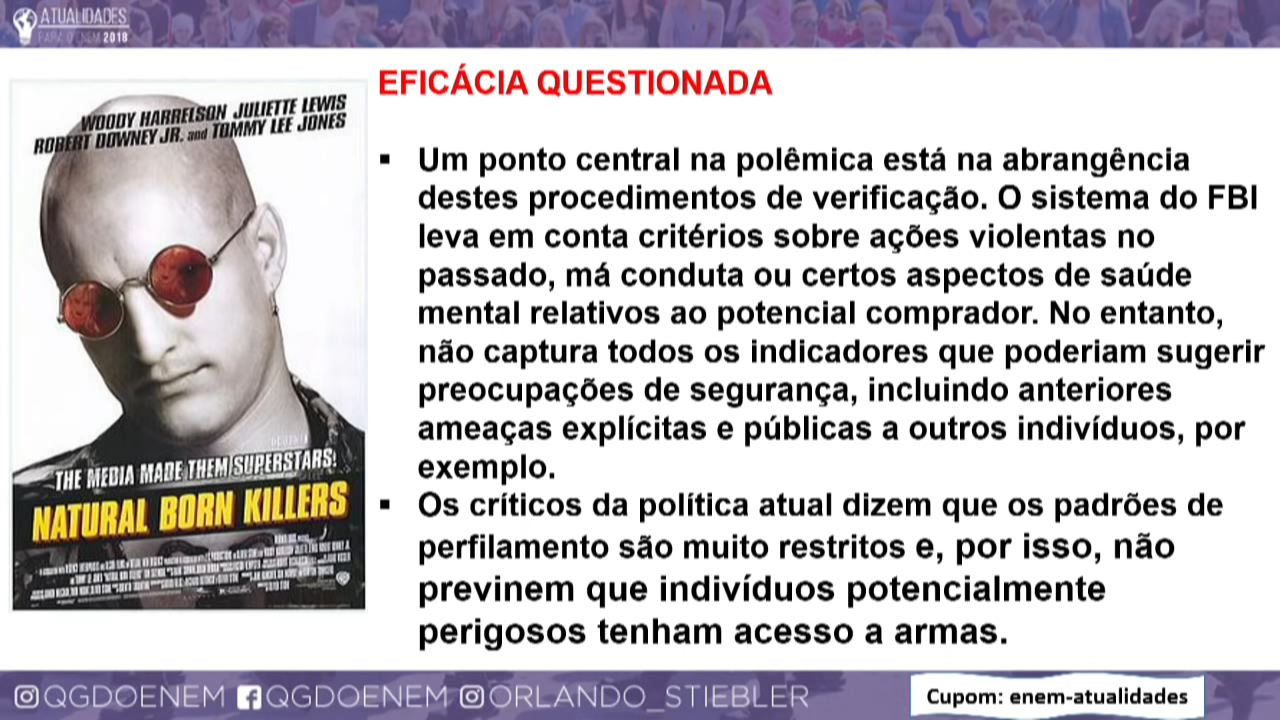 ATUALIDADES
PARA O ENEM 2018
WOODY HARRELSON JULIETTE LEWIS
ROBERT DOWNEY JR. and TOMMY LEE JONES
THE MEDIA MADE THEM SUPERSTARS!
NATURAL BORN KILLERS
EFICÁCIA QUESTIONADA
▪ Um ponto central na polêmica está na abrangência
destes procedimentos de verificação. O sistema do FBI
leva em conta critérios sobre ações violentas no
passado, má conduta ou certos aspectos de saúde
mental relativos ao potencial comprador. No entanto,
não captura todos os indicadores que poderiam sugerir
preocupações de segurança, incluindo anteriores
ameaças explícitas e públicas a outros indivíduos, por
exemplo.
▪ Os críticos da política atual dizem que os padrões de
perfilamento são muito restritos e, por isso, não
previnem que indivíduos potencialmente
perigosos tenham acesso a armas.
@QGDOENEM QGDOENEM @ORLANDO_STIEBLER
Cupom: enem-atualidades